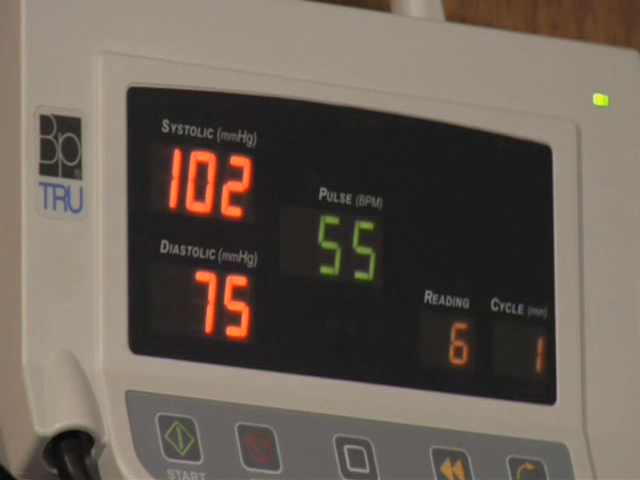 Bp
TRU
SYSTOLIC (mmHg)
102
PULSE (BPM)
55
DIASTOLIC (mmHg)
75
READING
6
CYCLE (min)
1
START